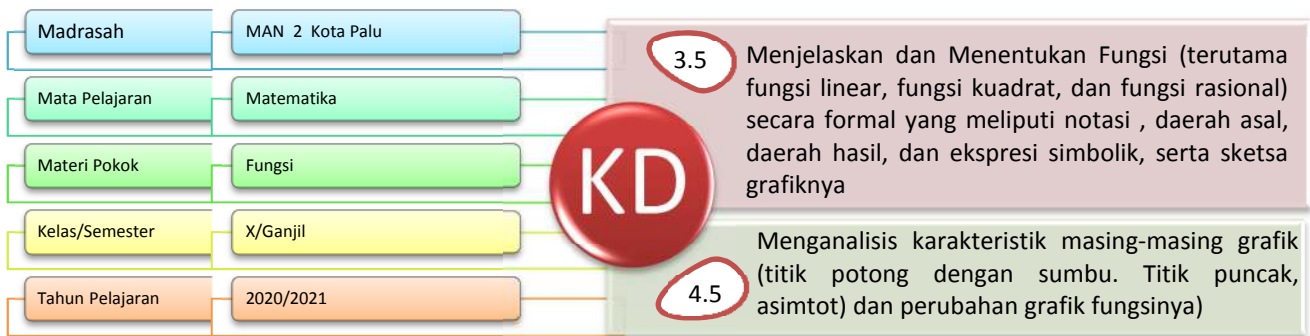 Madrasah
MAN 2 Kota Palu
Mata Pelajaran
Matematika
Materi Pokok
Fungsi
Kelas/Semester
X/Ganjil
Tahun Pelajaran
2020/2021
KD
3.5
Menjelaskan dan Menentukan Fungsi (terutama
fungsi linear, fungsi kuadrat, dan fungsi rasional)
secara formal yang meliputi notasi , daerah asal,
daerah hasil, dan ekspresi simbolik, serta sketsa
grafiknya
4.5
Menganalisis karakteristik masing-masing grafik
(titik potong dengan sumbu. Titik puncak,
asimtot) dan perubahan grafik fungsinya)